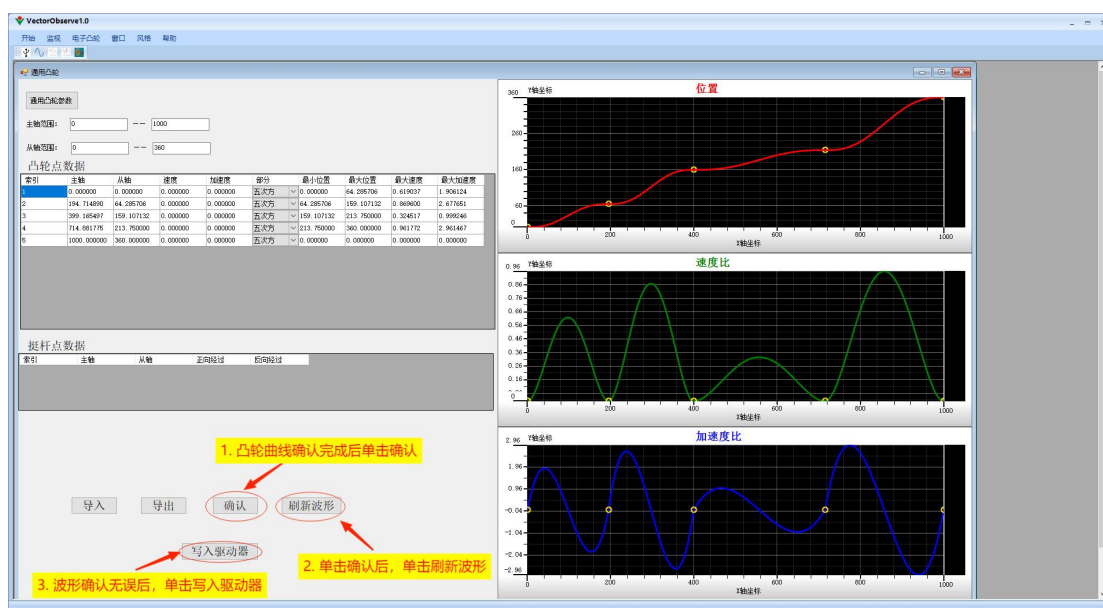 VectorObserve1.0
开始 监视 电子凸轮 窗口 风格 帮助
通用凸轮
通用凸轮参数
主轴范围: 0 —— 1000
从轴范围: 0 —— 360
凸轮点数据
索引 主轴 从轴 速度 加速度 部分 最小位置 最大位置 最大速度 最大加速度
1 0.000000 0.000000 0.000000 0.000000 五次方 0.000000 64.285706 0.619037 1.906124
2 194.714890 64.285706 0.000000 0.000000 五次方 64.285706 159.107132 0.869600 2.677651
3 399.165497 159.107132 0.000000 0.000000 五次方 159.107132 213.750000 0.324517 0.999246
4 714.881775 213.750000 0.000000 0.000000 五次方 213.750000 360.000000 0.961772 2.961467
5 1000.000000 360.000000 0.000000 0.000000 五次方 0.000000 0.000000 0.000000 0.000000
挺杆点数据
索引 主轴 从轴 正向经过 反向经过
1. 凸轮曲线确认完成后单击确认
导入 导出 确认 刷新波形
写入驱动器
2. 单击确认后，单击刷新波形
3. 波形确认无误后，单击写入驱动器
位置
Y轴坐标
360
260
160
60
0
0 200 400 600 800 1000
X轴坐标
速度比
Y轴坐标
0.96
0.86
0.76
0.66
0.56
0.46
0.36
0.26
0.16
0
0 200 400 600 800 1000
X轴坐标
加速度比
Y轴坐标
2.96
1.96
0.96
-0.04
-1.04
-2.04
-2.96
0 200 400 600 800 1000
X轴坐标